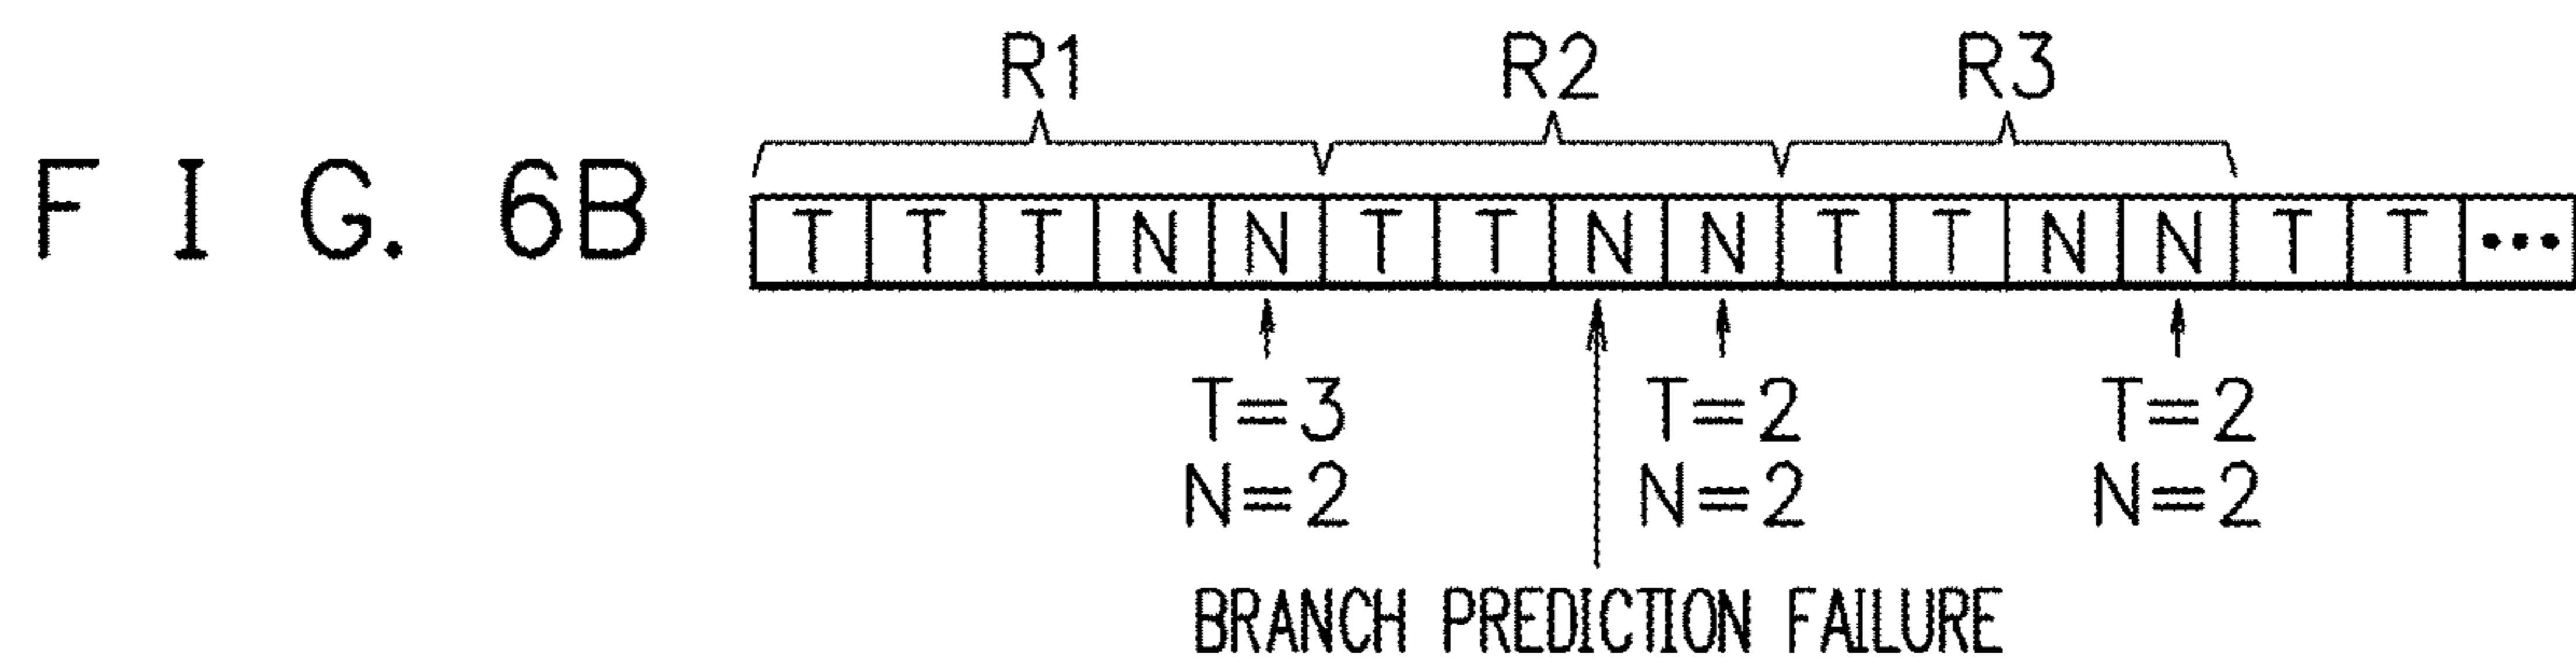 R1 R2 R3
F I G. 6B
T T T N N T T N N T T N N T T •••
T=3 T=2 T=2
N=2 N=2 N=2
BRANCH PREDICTION FAILURE